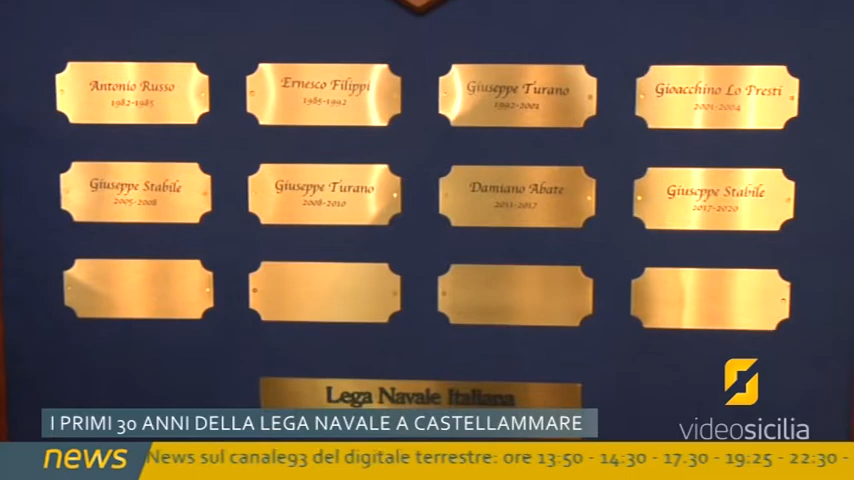 Antonio Russo
1982-1985
Ernesco Filippi
1985-1992
Giuseppe Turano
1992-2001
Gioacchino Lo Presti
2001-2004
Giuseppe Stabile
2005-2008
Giuseppe Turano
2008-2010
Damiano Abate
2011-2017
Giuseppe Stabile
2017-2020
Lega Navale Italiana
I PRIMI 30 ANNI DELLA LEGA NAVALE A CASTELLAMMARE
videosicilia
news
News sul canale93 del digitale terrestre: ore 13:50 - 14:30 - 17.30 - 19:25 - 22:30 -